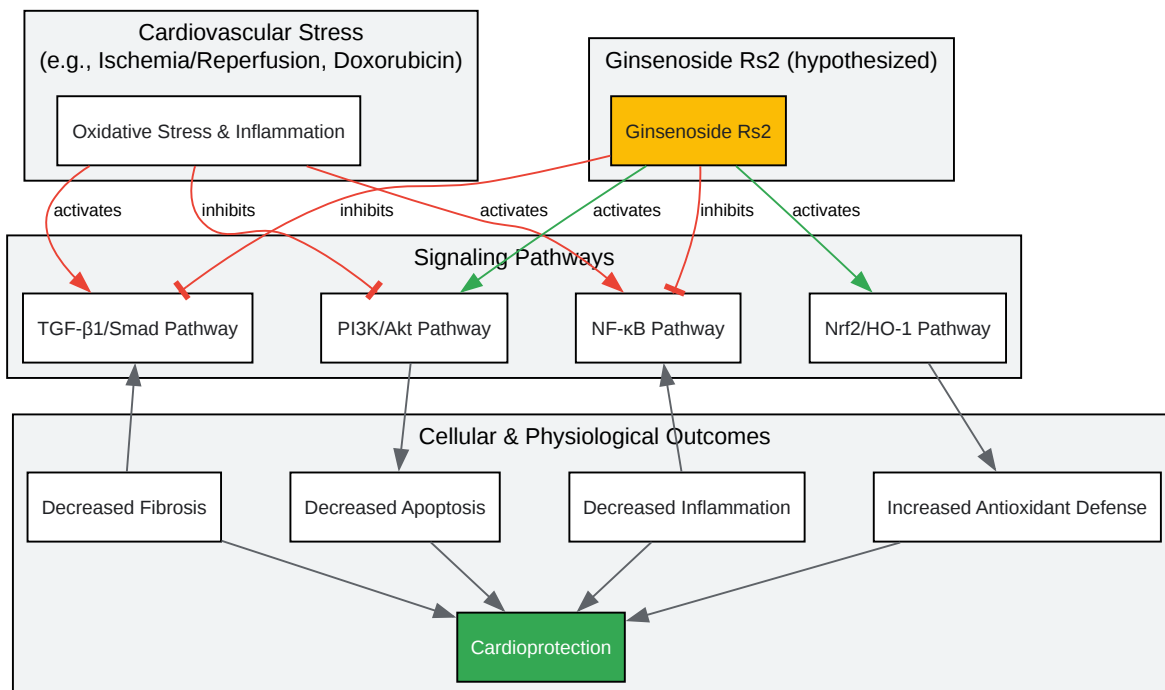 Cardiovascular Stress
(e.g., Ischemia/Reperfusion, Doxorubicin)
Ginsenoside Rs2 (hypothesized)
Oxidative Stress & Inflammation
Ginsenoside Rs2
activates
inhibits
inhibits
activates
activates
inhibits
activates
Signaling Pathways
TGF-β1/Smad Pathway
PI3K/Akt Pathway
NF-κB Pathway
Nrf2/HO-1 Pathway
Cellular & Physiological Outcomes
Decreased Fibrosis
Decreased Apoptosis
Decreased Inflammation
Increased Antioxidant Defense
Cardioprotection